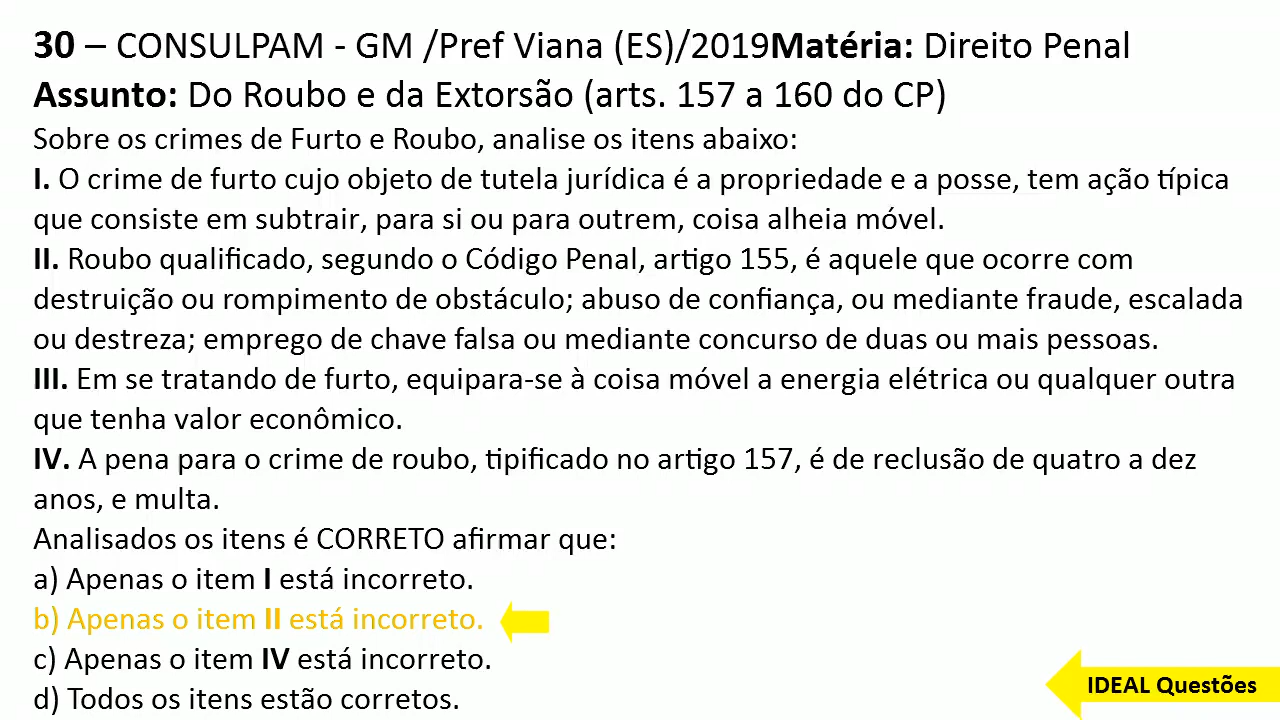 30 – CONSULPAM - GM /Pref Viana (ES)/2019Matéria: Direito Penal
Assunto: Do Roubo e da Extorsão (arts. 157 a 160 do CP)
Sobre os crimes de Furto e Roubo, analise os itens abaixo:
I. O crime de furto cujo objeto de tutela jurídica é a propriedade e a posse, tem ação típica
que consiste em subtrair, para si ou para outrem, coisa alheia móvel.
II. Roubo qualificado, segundo o Código Penal, artigo 155, é aquele que ocorre com
destruição ou rompimento de obstáculo; abuso de confiança, ou mediante fraude, escalada
ou destreza; emprego de chave falsa ou mediante concurso de duas ou mais pessoas.
III. Em se tratando de furto, equipara-se à coisa móvel a energia elétrica ou qualquer outra
que tenha valor econômico.
IV. A pena para o crime de roubo, tipificado no artigo 157, é de reclusão de quatro a dez
anos, e multa.
Analisados os itens é CORRETO afirmar que:
a) Apenas o item I está incorreto.
b) Apenas o item II está incorreto.
c) Apenas o item IV está incorreto.
d) Todos os itens estão corretos.
IDEAL Questões